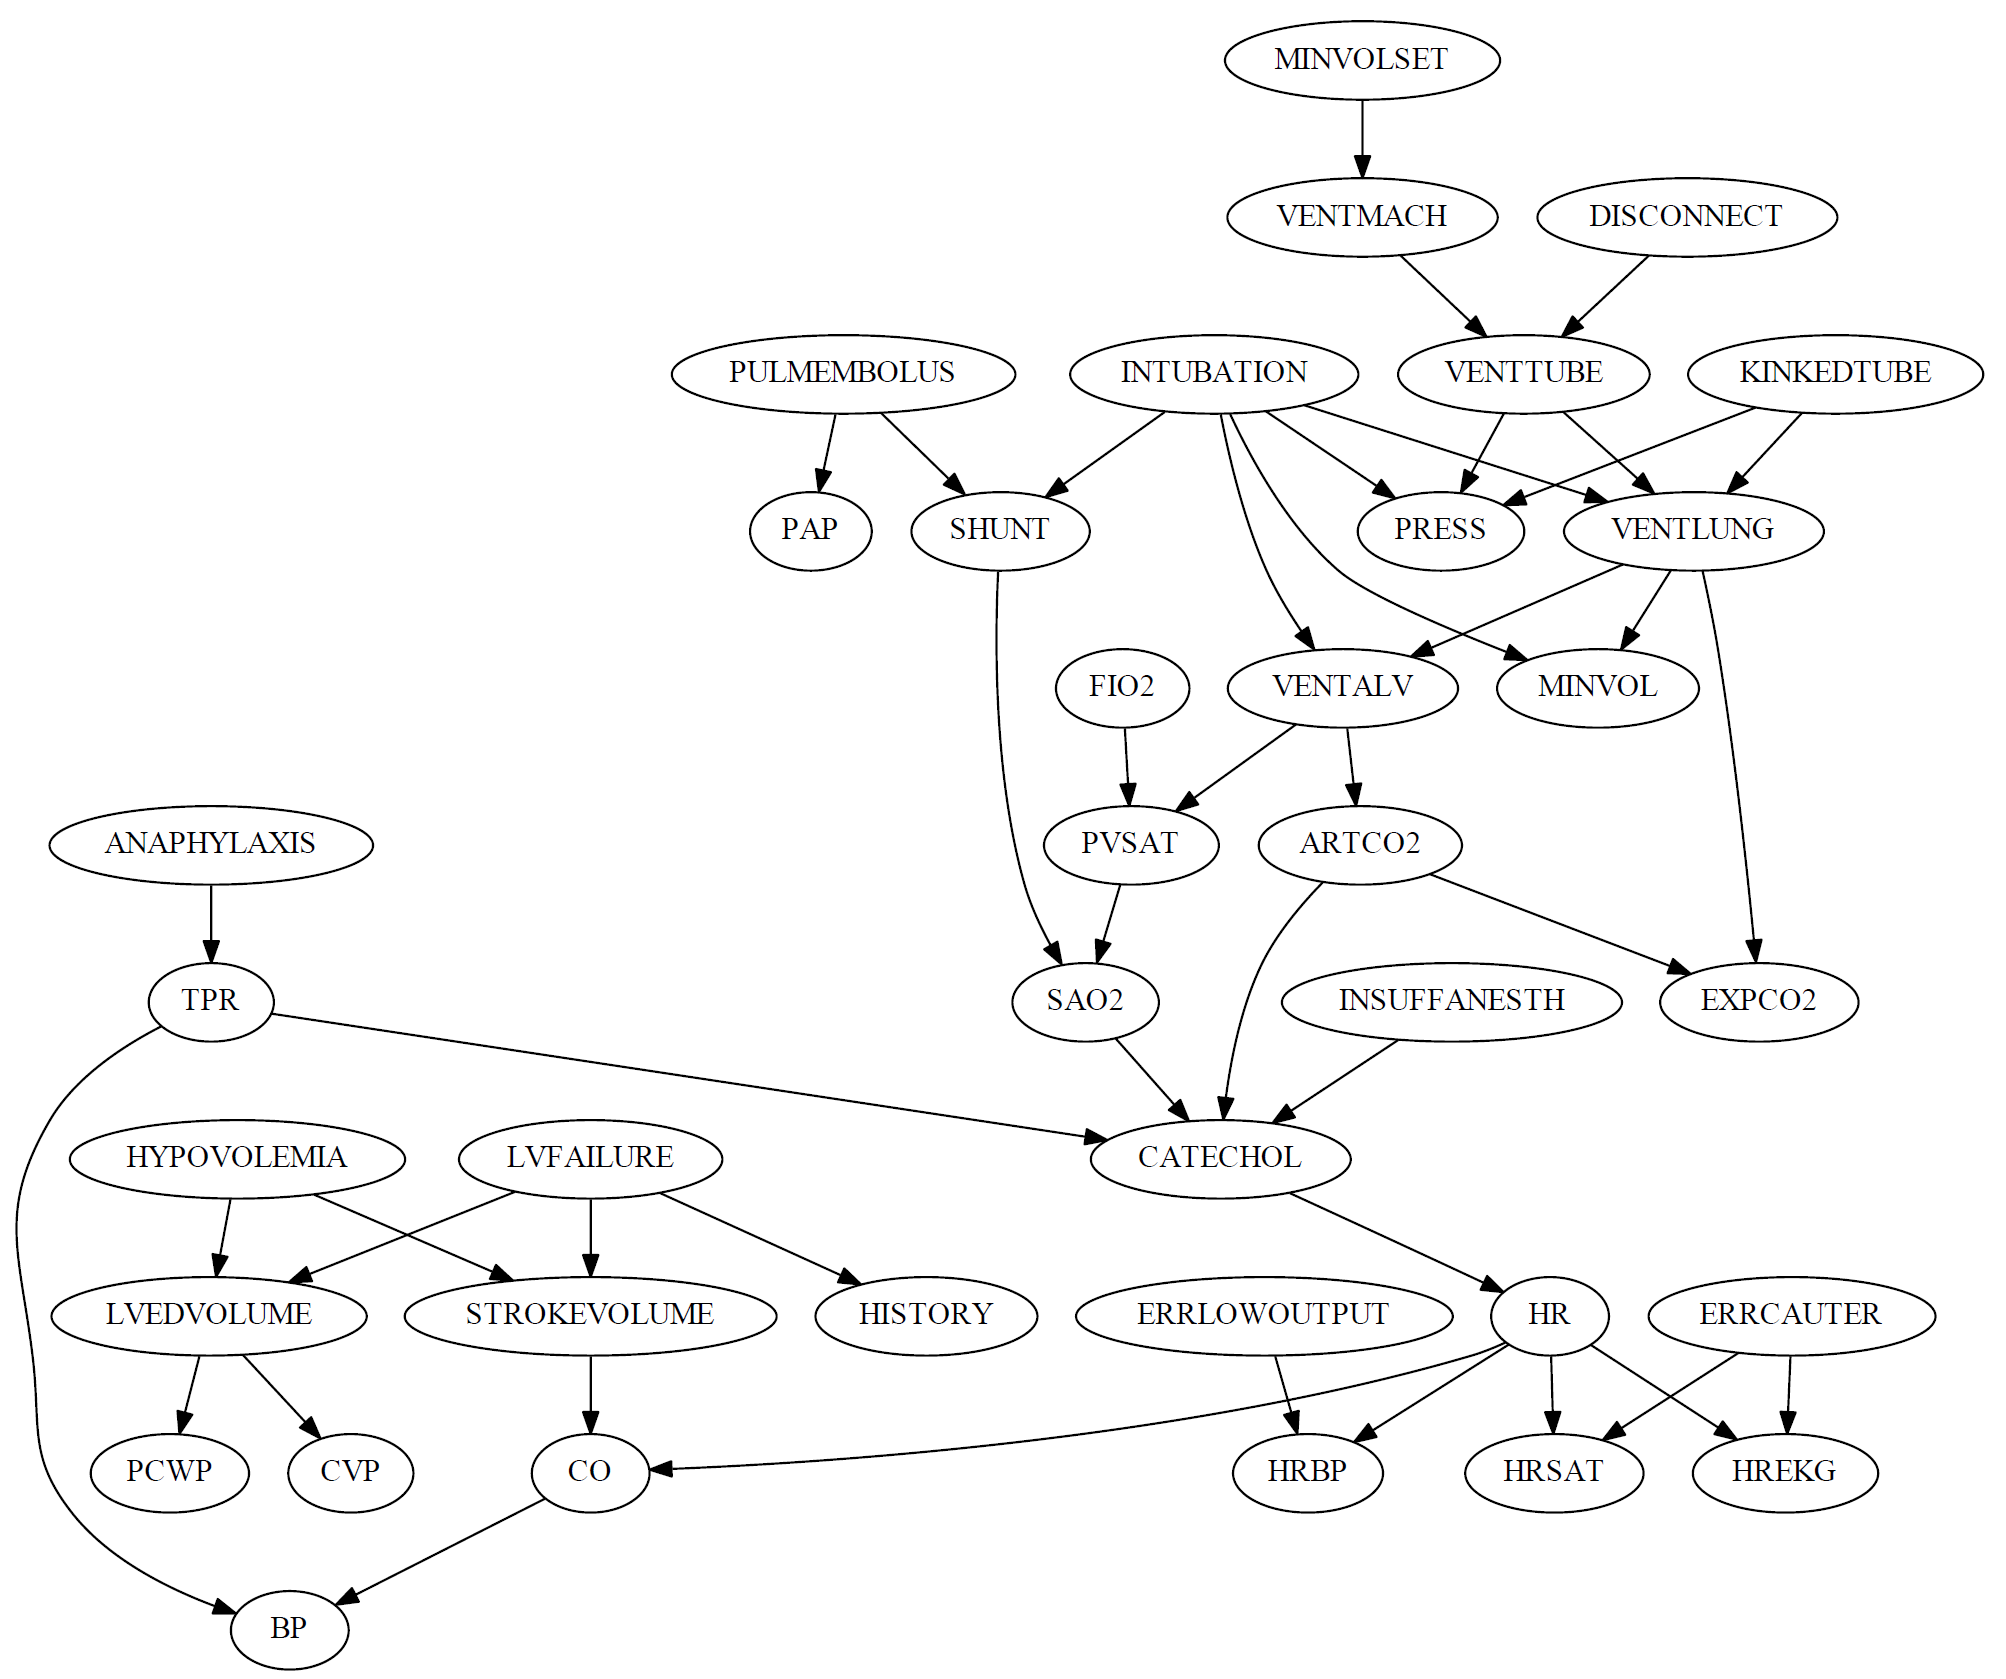 MINVOLSET
VENTMACH
DISCONNECT
PULMEMBOLUS
INTUBATION
VENTTUBE
KINKEDTUBE
PAP
SHUNT
PRESS
VENTLUNG
FIO2
VENTALV
MINVOL
ANAPHYLAXIS
PVSAT
ARTCO2
TPR
SAO2
INSUFFANESTH
EXPCO2
HYPOVOLEMIA
LVFAILURE
CATECHOL
LVEDVOLUME
STROKEVOLUME
HISTORY
ERRLOWOUTPUT
HR
ERRCAUTER
PCWP
CVP
CO
HRBP
HRSAT
HREKG
BP